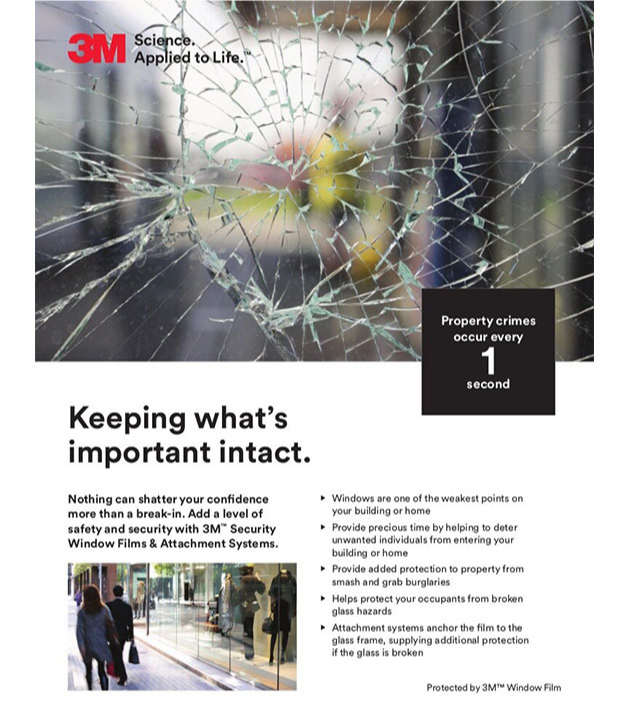 3M Science.
Applied to Life.™
Property crimes
occur every
1
second
Keeping what's
important intact.
Nothing can shatter your confidence
more than a break-in. Add a level of
safety and security with 3M™ Security
Window Films & Attachment Systems.
▸ Windows are one of the weakest points on
your building or home
▸ Provide precious time by helping to deter
unwanted individuals from entering your
building or home
▸ Provide added protection to property from
smash and grab burglaries
▸ Helps protect your occupants from broken
glass hazards
▸ Attachment systems anchor the film to the
glass frame, supplying additional protection
if the glass is broken
Protected by 3M™ Window Film